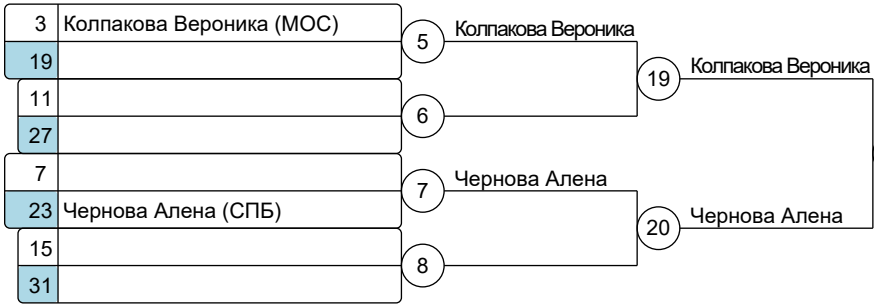 3 Колпакова Вероника (МОС)
19
5 Колпакова Вероника
11
27
6
19 Колпакова Вероника
7
23 Чернова Алена (СПБ)
7 Чернова Алена
15
31
8
20 Чернова Алена